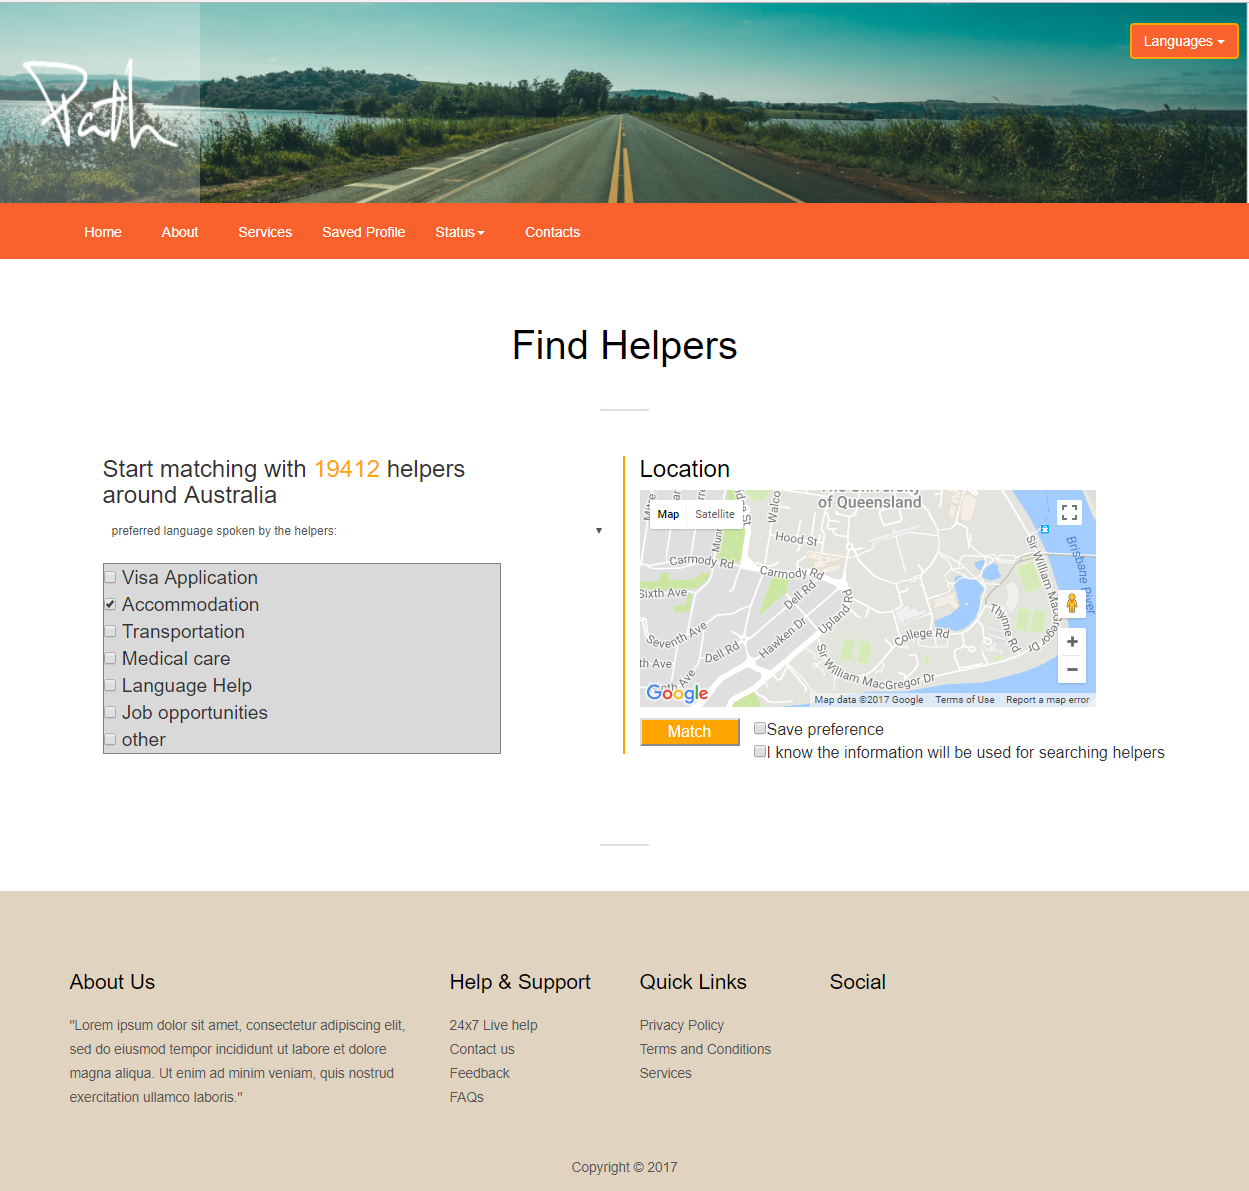 Path
Languages
Home About Services Saved Profile Status Contacts
Find Helpers
Start matching with 19412 helpers
around Australia
preferred language spoken by the helpers:
Visa Application
Accommodation
Transportation
Medical care
Language Help
Job opportunities
other
Location
of Queensland
Map Satellite
Walco
Hood St
Carmody Rd
Carmody Rd
Sixth Ave
Dell Rd
Upland Rd
Seventh Ave
Dell Rd
Hawken Dr
College Rd
Thynne Rd
Sir William MacGregor Dr
Sir William MacGregor Dr
Brisbane River
th Ave
Google
Map data ©2017 Google Terms of Use Report a map error
Match
Save preference
I know the information will be used for searching helpers
About Us
"Lorem ipsum dolor sit amet, consectetur adipiscing elit,
sed do eiusmod tempor incididunt ut labore et dolore
magna aliqua. Ut enim ad minim veniam, quis nostrud
exercitation ullamco laboris."
Help & Support
24x7 Live help
Contact us
Feedback
FAQs
Quick Links
Privacy Policy
Terms and Conditions
Services
Social
Copyright © 2017